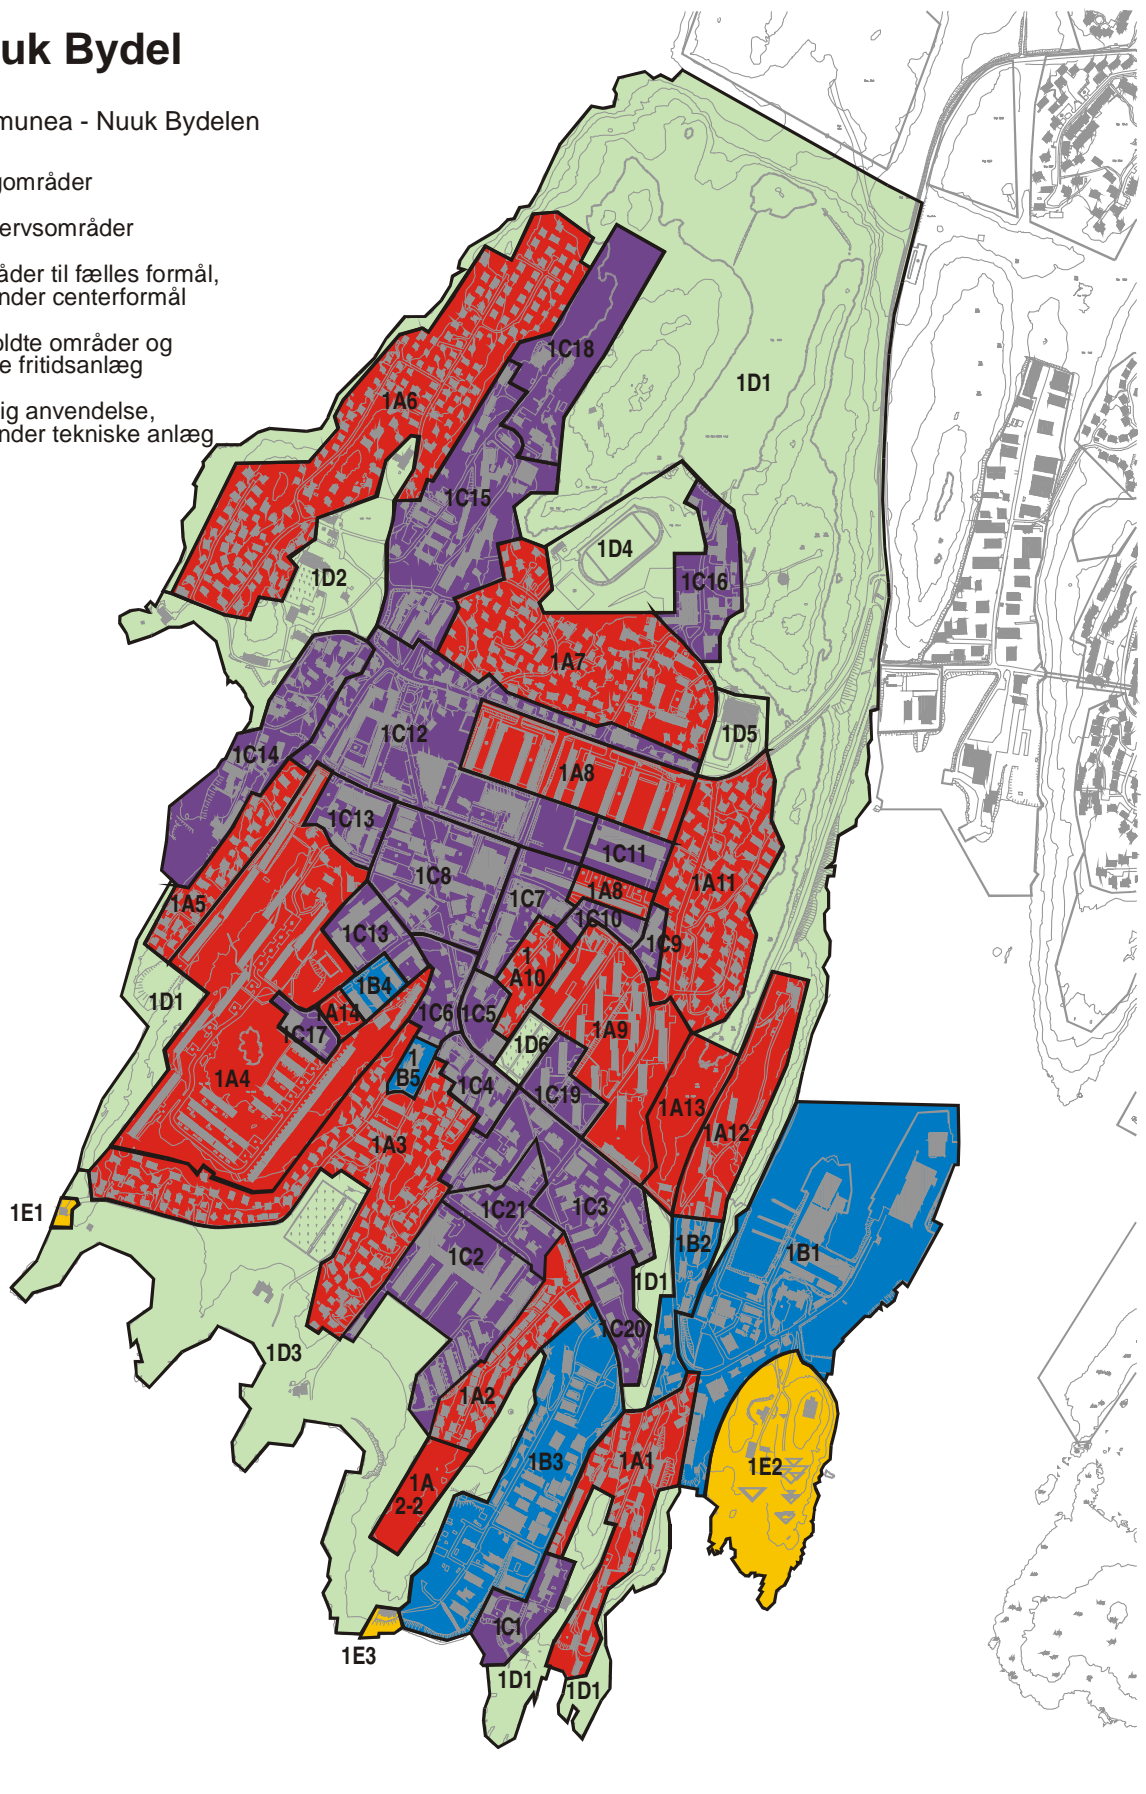 uk Bydel
munea - Nuuk Bydelen
gområder
ervsområder
åder til fælles formål,
nder centerformål
oldte områder og
e fritidsanlæg
ig anvendelse,
nder tekniske anlæg
1C18
1D1
1A6
1C15
1D4
1D2
1C16
1A7
1C12
1D5
1C14
1A8
1C13
1C11
1C8
1A11
1A8
1C7
1A5
1C10
1C13
1C9
1
A10
1B4
1D1
1A14
1C6
1C5
1A9
1C17
1D6
1
B5
1A4
1C4
1C19
1A13
1A12
1A3
1E1
1C21
1C3
1B2
1C2
1B1
1D1
1C20
1D3
1A2
1B3
1A1
1E2
1A
2-2
1C1
1E3
1D1
1D1